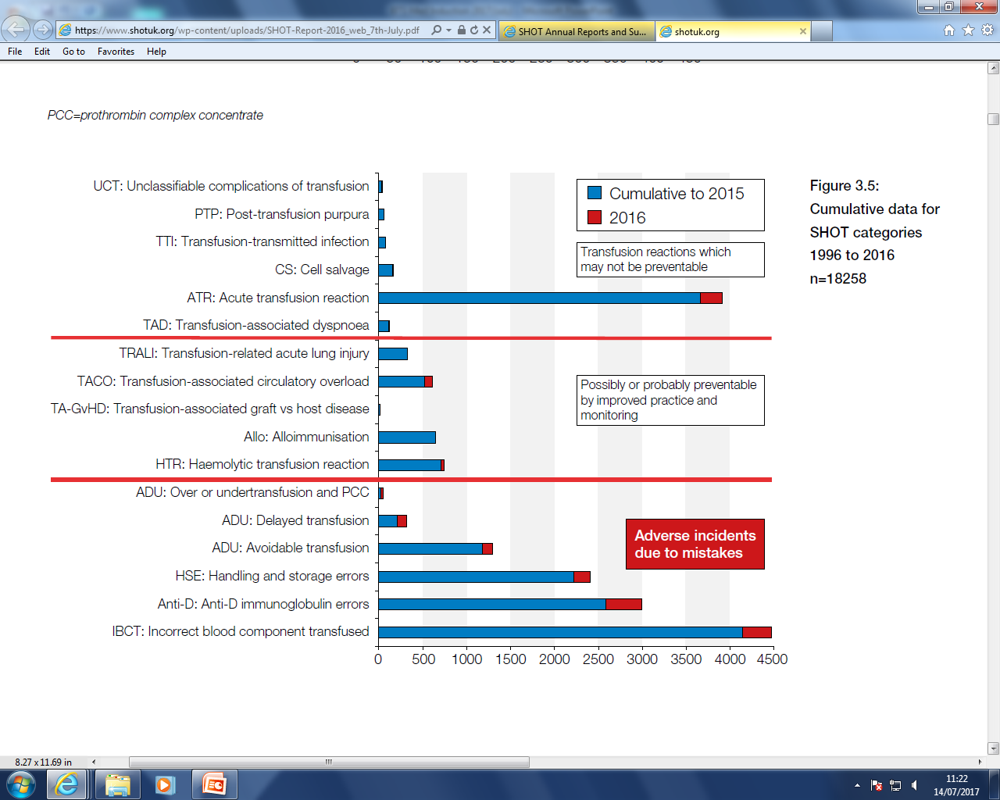 https://www.shotuk.org/wp-content/uploads/SHOT-Report-2016_web_7th-July.pdf
SHOT Annual Reports and Su...
shotuk.org
File Edit Go to Favorites Help
PCC=prothrombin complex concentrate
UCT: Unclassifiable complications of transfusion
PTP: Post-transfusion purpura
TTI: Transfusion-transmitted infection
CS: Cell salvage
ATR: Acute transfusion reaction
TAD: Transfusion-associated dyspnoea
TRALI: Transfusion-related acute lung injury
TACO: Transfusion-associated circulatory overload
TA-GvHD: Transfusion-associated graft vs host disease
Allo: Alloimmunisation
HTR: Haemolytic transfusion reaction
ADU: Over or undertransfusion and PCC
ADU: Delayed transfusion
ADU: Avoidable transfusion
HSE: Handling and storage errors
Anti-D: Anti-D immunoglobulin errors
IBCT: Incorrect blood component transfused
0 500 1000 1500 2000 2500 3000 3500 4000 4500
Cumulative to 2015
2016
Transfusion reactions which
may not be preventable
Possibly or probably preventable
by improved practice and
monitoring
Adverse incidents
due to mistakes
Figure 3.5:
Cumulative data for
SHOT categories
1996 to 2016
n=18258
8.27 x 11.69 in
11:22
14/07/2017